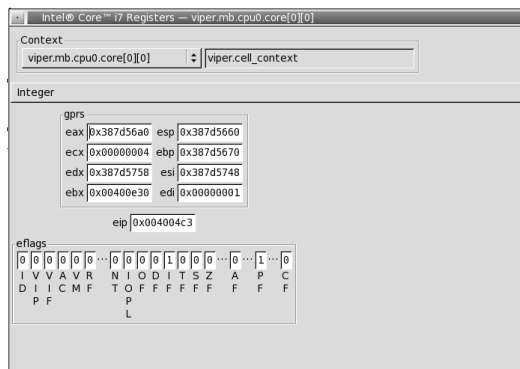 Intel® Core™ i7 Registers — viper.mb.cpu0.core[0][0]
Context
viper.mb.cpu0.core[0][0] viper.cell_context
Integer
gprs
eax 0x387d56a0 esp 0x387d5660
ecx 0x00000004 ebp 0x387d5670
edx 0x387d5758 esi 0x387d5748
ebx 0x00400e30 edi 0x00000001
eip 0x004004c3
eflags
0 0 0 0 0 0 ... 0 0 0 0 1 0 0 0 ... 0 ... 1 ... 0
I V V A C V R N I O D I T S Z A P C
D I I C M F T O F F F F F F F F F
P F P
L